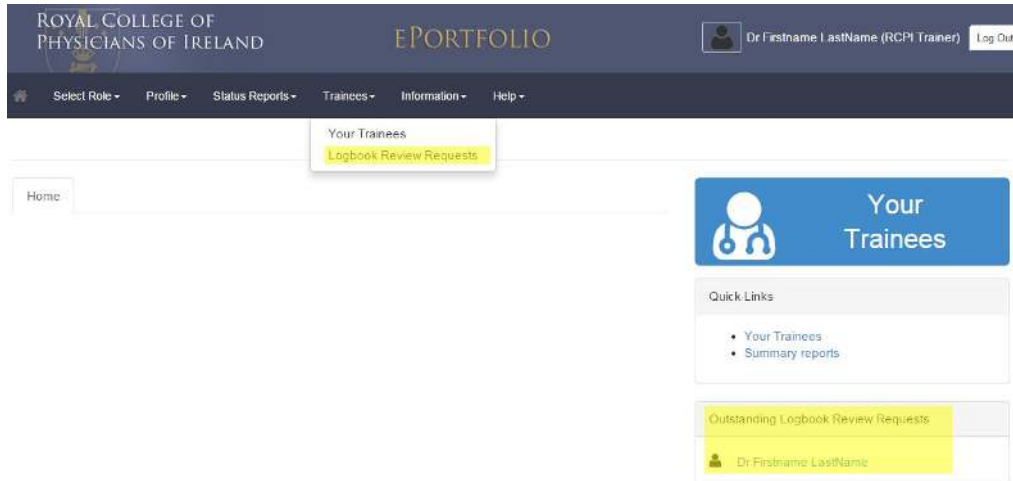 ROYAL COLLEGE OF
PHYSICIANS OF IRELAND
EPORTFOLIO
Dr Firstname LastName (RCPI Trainer)
Log Out
Select Role
Profile
Status Reports
Trainees
Information
Help
Your Trainees
Logbook Review Requests
Home
Your
Trainees
Quick Links
Your Trainees
Summary reports
Outstanding Logbook Review Requests
Dr Firstname LastName